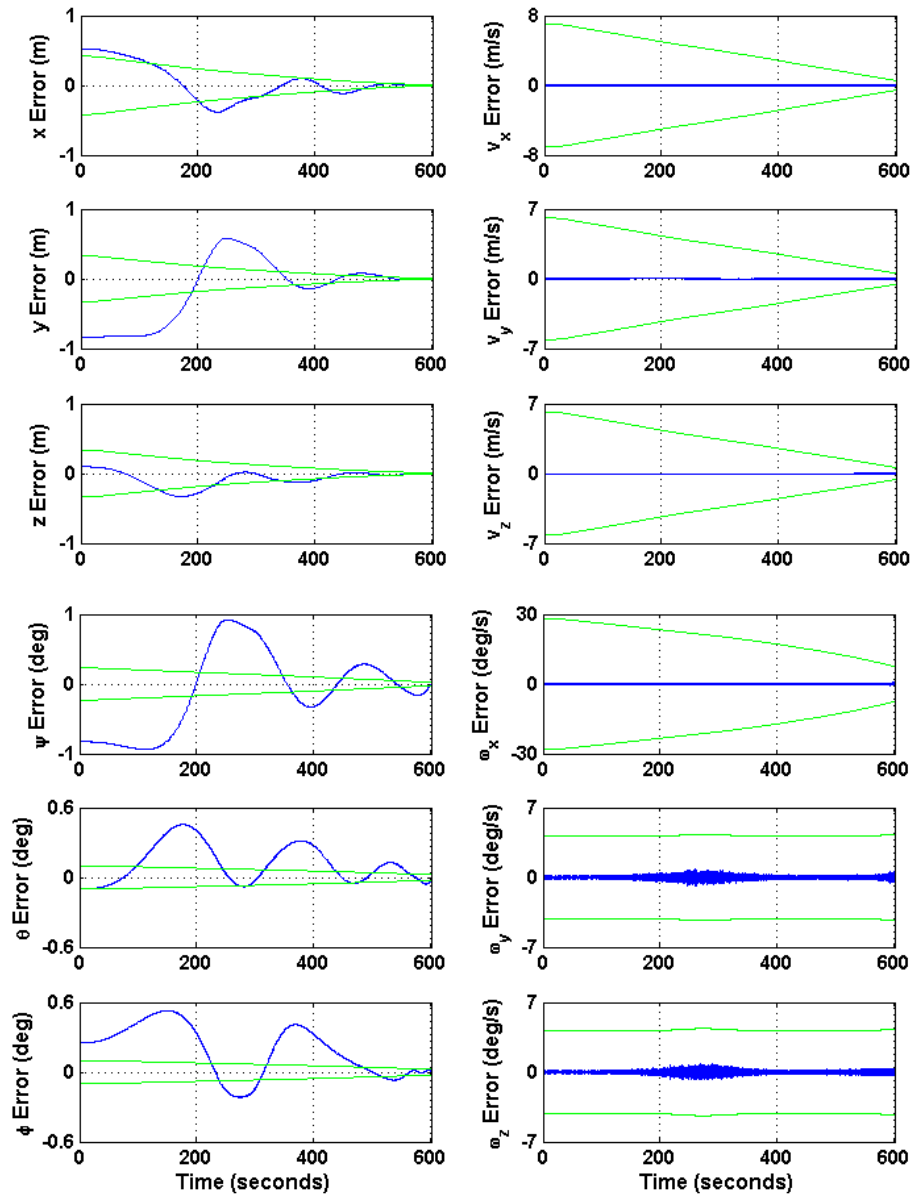 1
0
-1
x Error (m)
0 200 400 600
8
0
-8
v_x Error (m/s)
0 200 400 600
1
0
-1
y Error (m)
0 200 400 600
7
0
-7
v_y Error (m/s)
0 200 400 600
1
0
-1
z Error (m)
0 200 400 600
7
0
-7
v_z Error (m/s)
0 200 400 600
1
0
-1
ψ Error (deg)
0 200 400 600
30
0
-30
ω_x Error (deg/s)
0 200 400 600
0.6
0
-0.6
θ Error (deg)
0 200 400 600
7
0
-7
ω_y Error (deg/s)
0 200 400 600
0.6
0
-0.6
ϕ Error (deg)
0 200 400 600
Time (seconds)
7
0
-7
ω_z Error (deg/s)
0 200 400 600
Time (seconds)